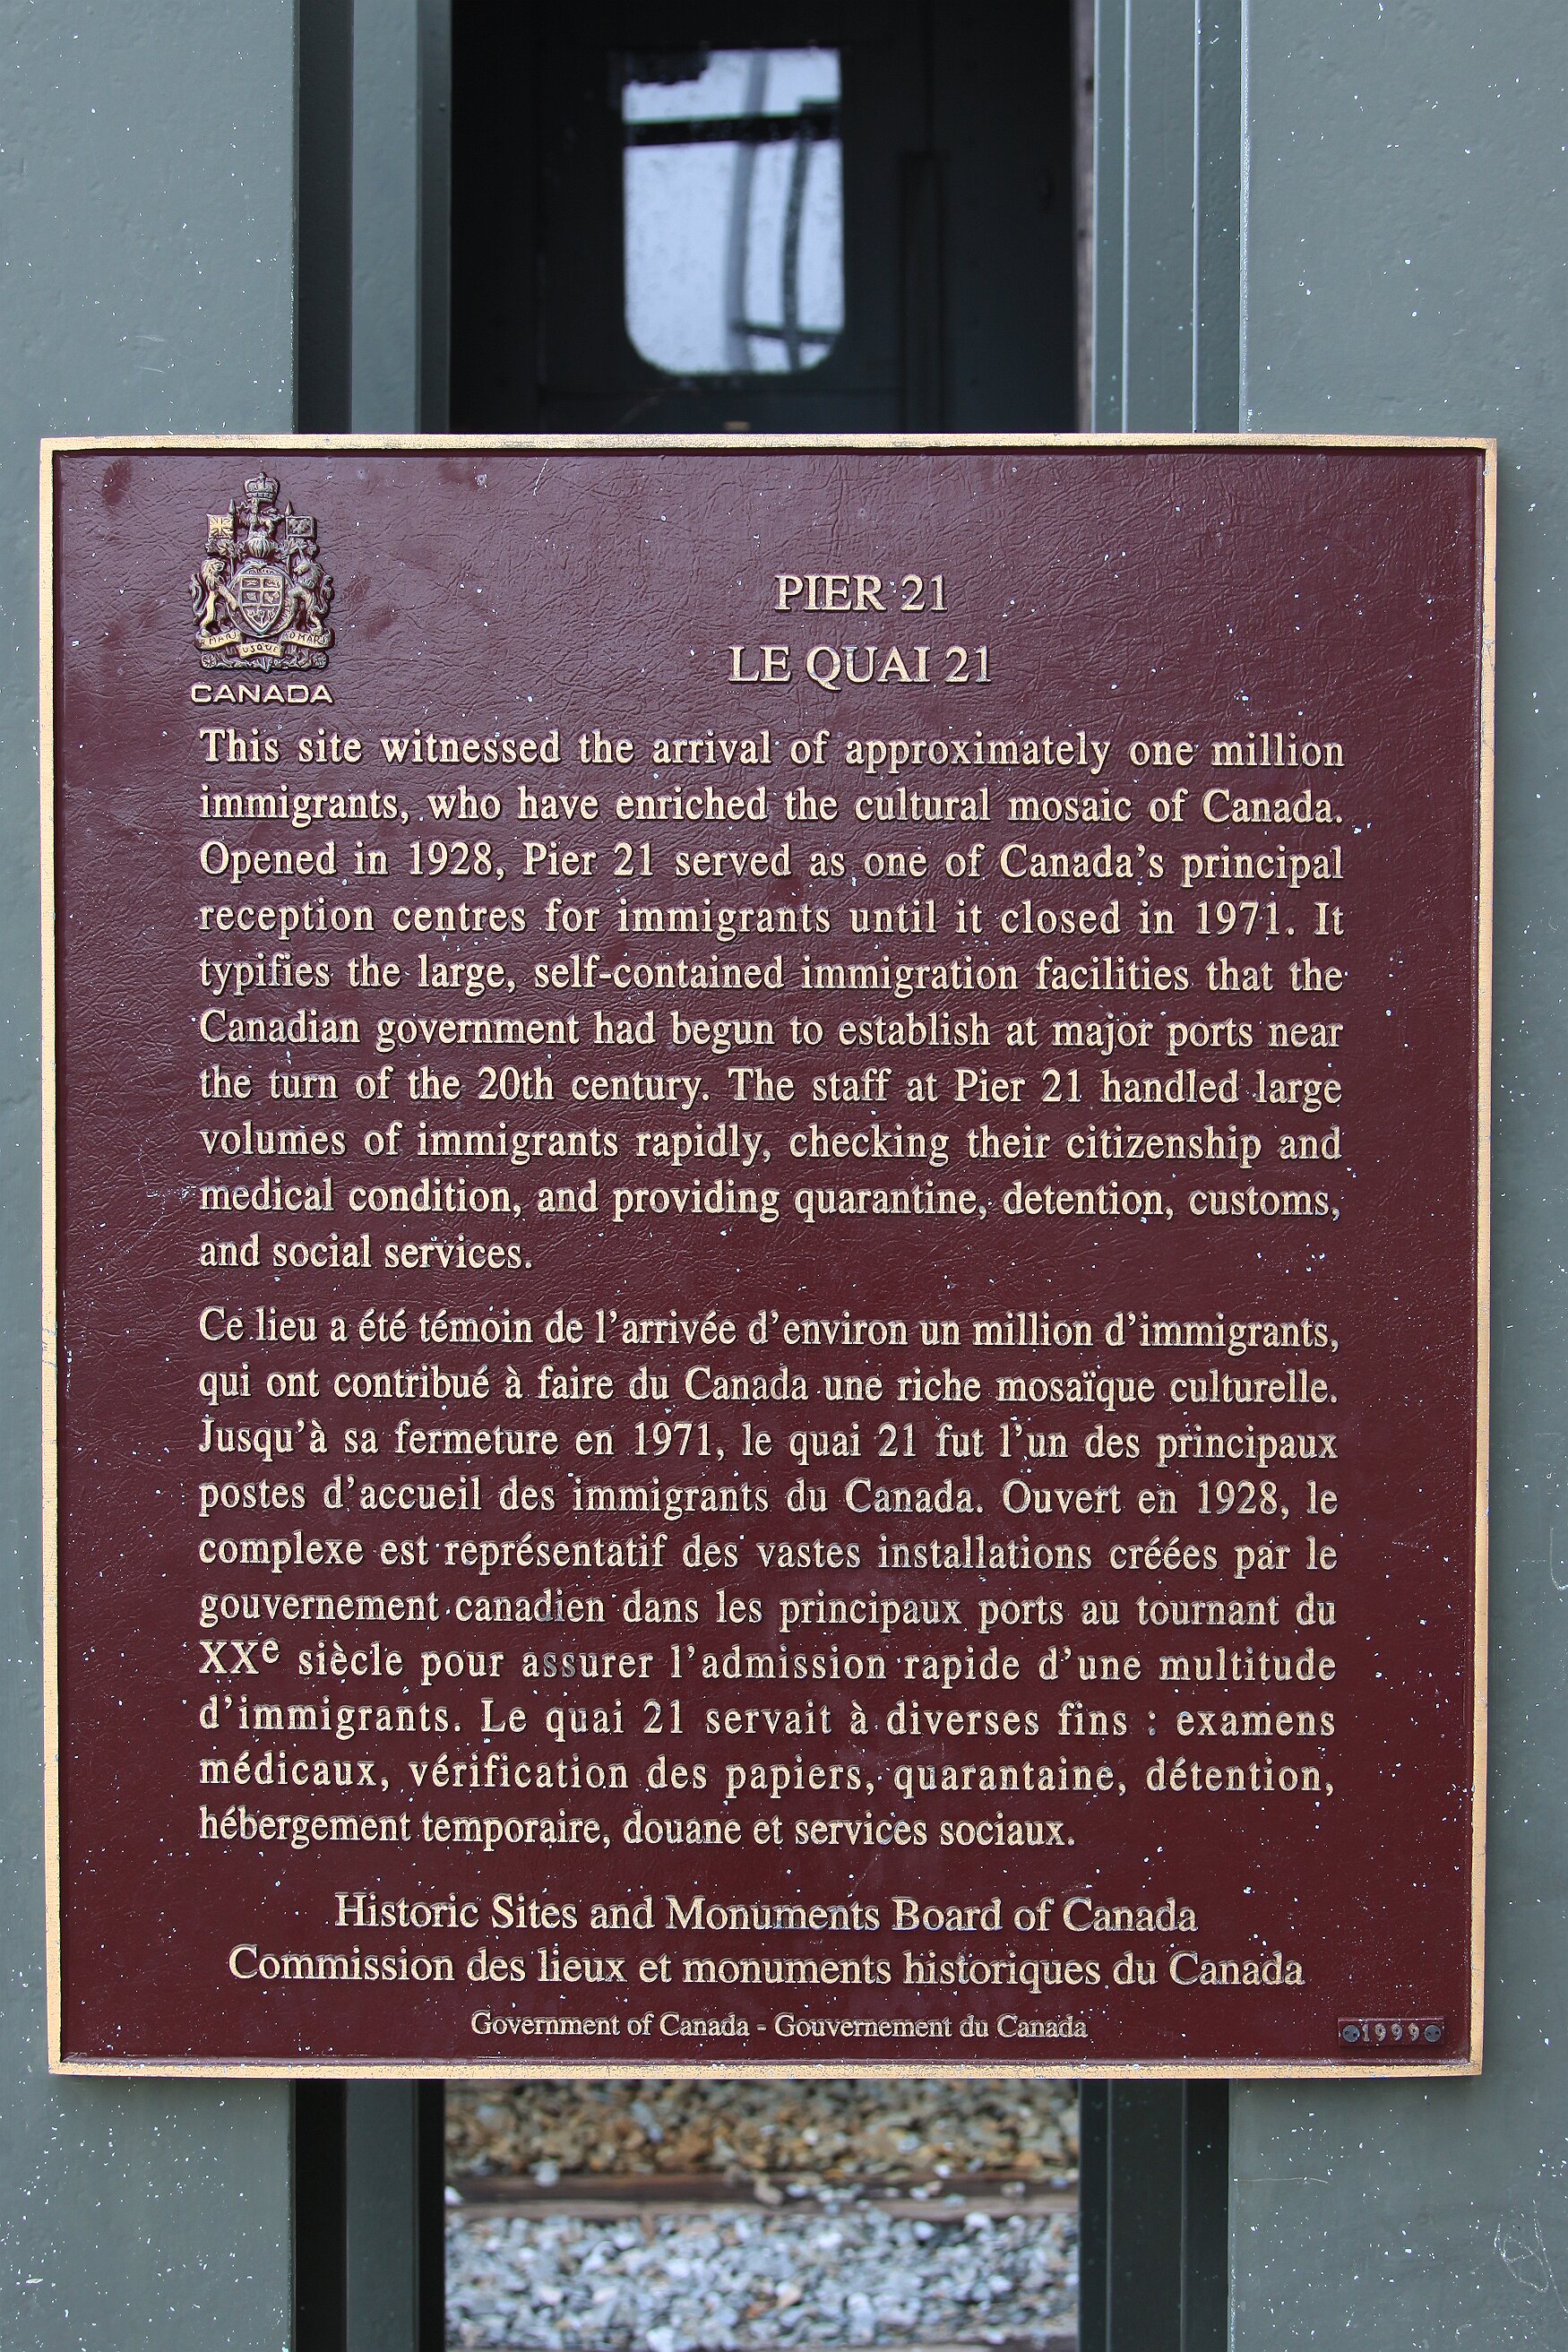 CANADA
PIER 21
LE QUAI 21
This site witnessed the arrival of approximately one million
immigrants, who have enriched the cultural mosaic of Canada.
Opened in 1928, Pier 21 served as one of Canada's principal
reception centres for immigrants until it closed in 1971. It
typifies the large, self-contained immigration facilities that the
Canadian government had begun to establish at major ports near
the turn of the 20th century. The staff at Pier 21 handled large
volumes of immigrants rapidly, checking their citizenship and
medical condition, and providing quarantine, detention, customs,
and social services.
Ce lieu a été témoin de l'arrivée d'environ un million d'immigrants,
qui ont contribué à faire du Canada une riche mosaïque culturelle.
Jusqu'à sa fermeture en 1971, le quai 21 fut l'un des principaux
postes d'accueil des immigrants du Canada. Ouvert en 1928, le
complexe est représentatif des vastes installations créées par le
gouvernement canadien dans les principaux ports au tournant du
XXe siècle pour assurer l'admission rapide d'une multitude
d'immigrants. Le quai 21 servait à diverses fins : examens
médicaux, vérification des papiers, quarantaine, détention,
hébergement temporaire, douane et services sociaux.
Historic Sites and Monuments Board of Canada
Commission des lieux et monuments historiques du Canada
Government of Canada - Gouvernement du Canada
1999